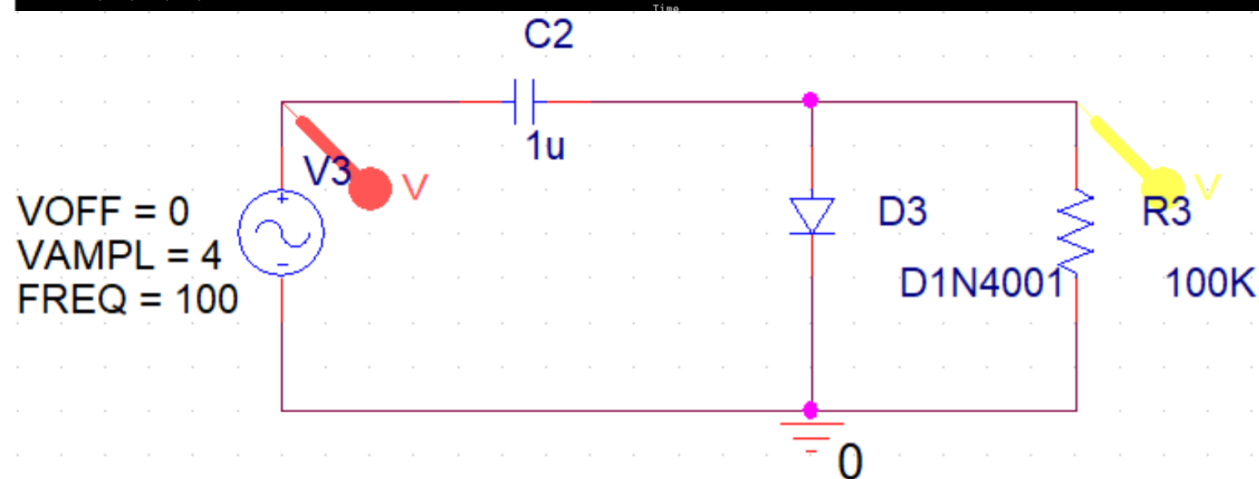 Time
C2
1u
V3
V
VOFF = 0
VAMPL = 4
FREQ = 100
D3
D1N4001
R3
V
100K
0
+
-